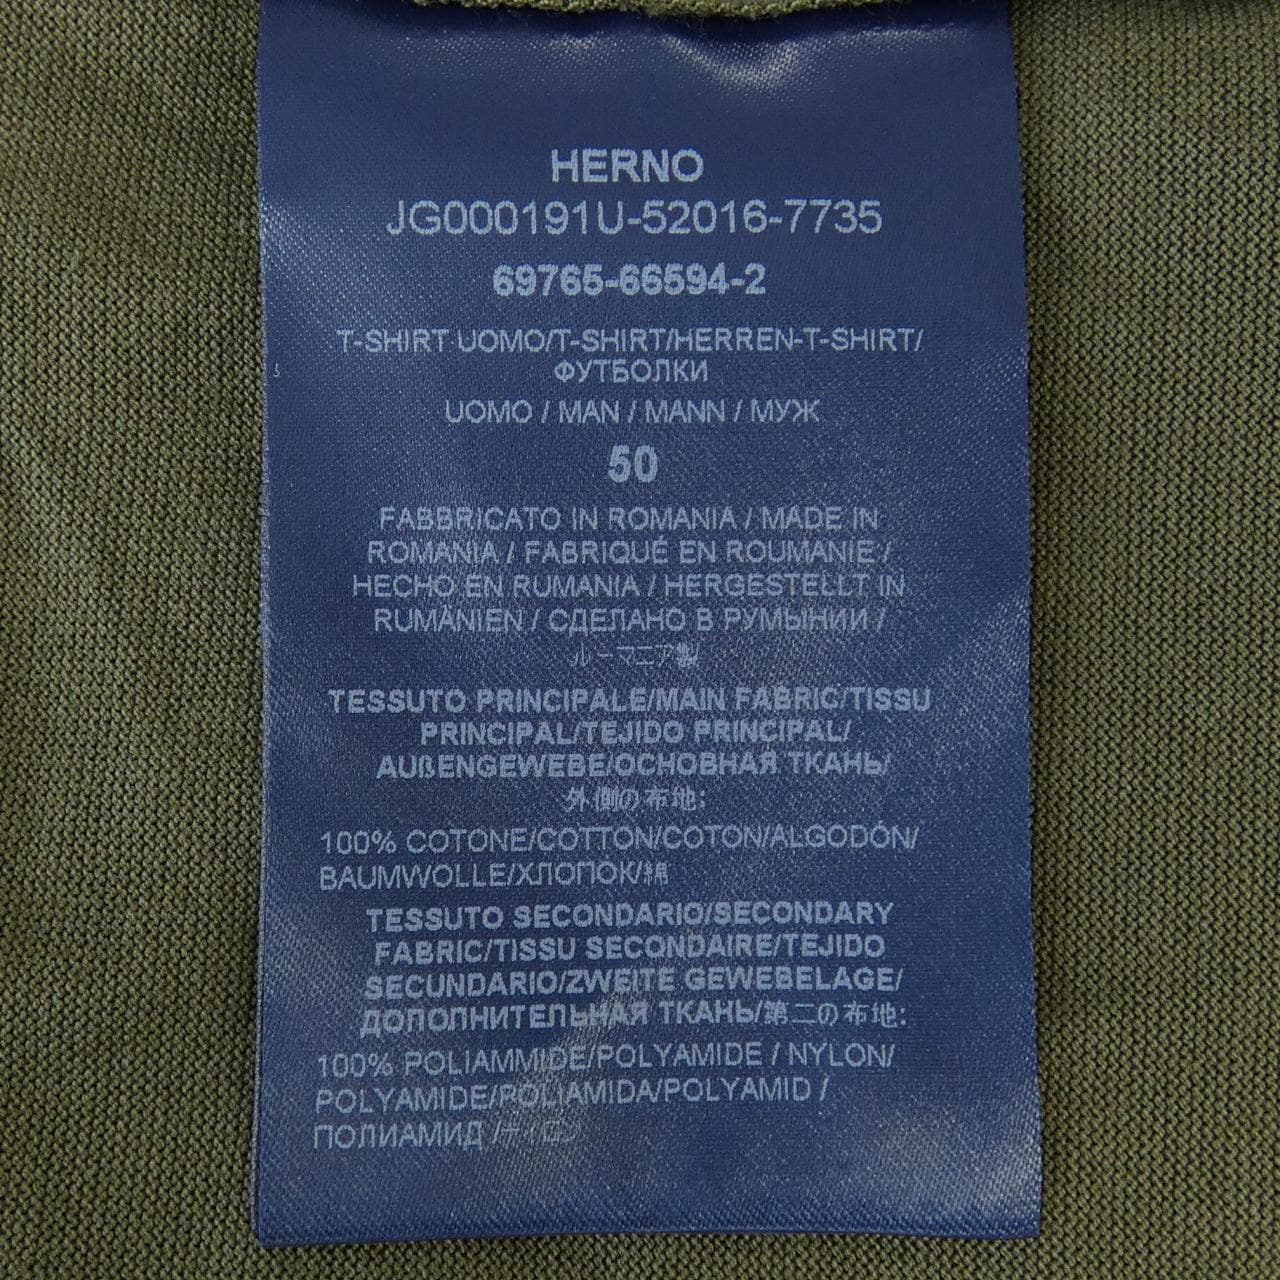 HERNO
JG000191U-52016-7735
69765-66594-2
T-SHIRT UOMO/T-SHIRT/HERREN-T-SHIRT/
ФУТБОЛКИ
UOMO / MAN / MANN / МУЖ
50
FABBRICATO IN ROMANIA / MADE IN
ROMANIA / FABRIQUÉ EN ROUMANIE /
HECHO EN RUMANIA / HERGESTELLT IN
RUMÄNIEN / СДЕЛАНО В РУМЫНИИ /
ルーマニア製
TESSUTO PRINCIPALE/MAIN FABRIC/TISSU
PRINCIPAL/TEJIDO PRINCIPAL/
AUßENGEWEBE/ОСНОВНАЯ ТКАНЬ/
外側の布地:
100% COTONE/COTTON/COTON/ALGODÓN/
BAUMWOLLE/ХЛОПОК/綿
TESSUTO SECONDARIO/SECONDARY
FABRIC/TISSU SECONDAIRE/TEJIDO
SECUNDARIO/ZWEITE GEWEBELAGE/
ДОПОЛНИТЕЛЬНАЯ ТКАНЬ/第二の布地:
100% POLIAMMIDE/POLYAMIDE / NYLON/
POLYAMIDE/POLIAMIDA/POLYAMID /
ПОЛИАМИД /ナイロン